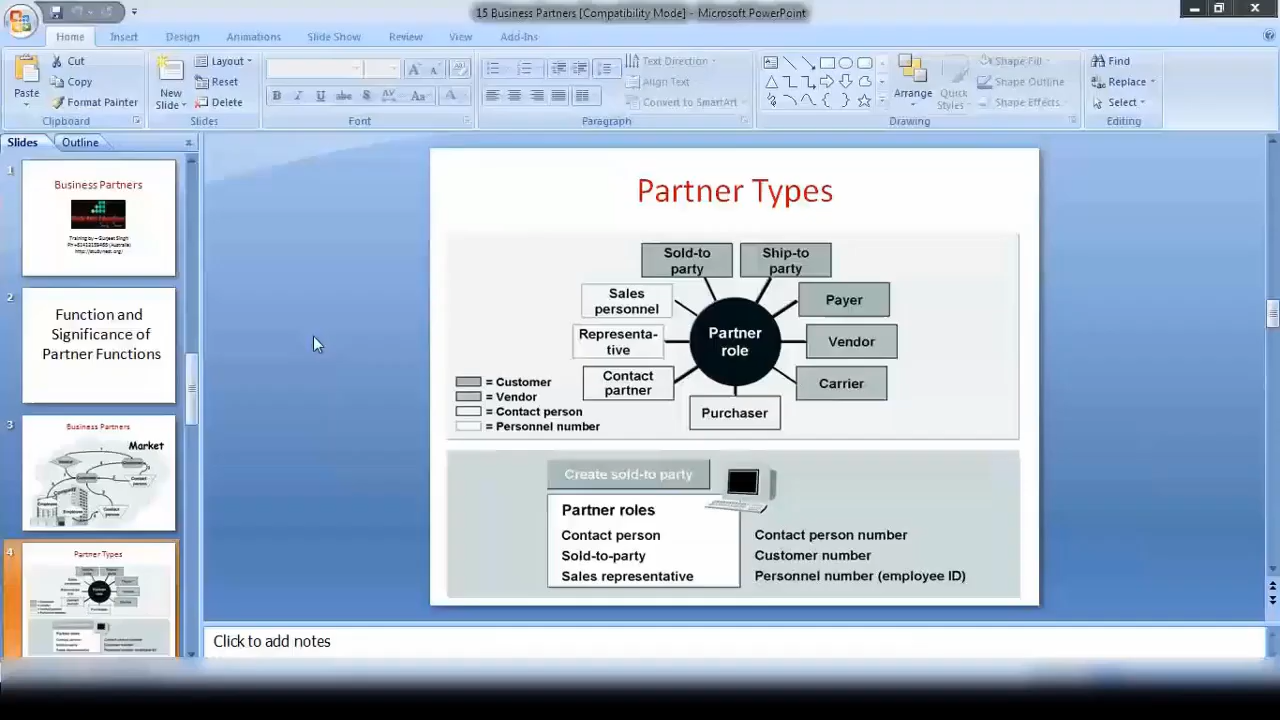 15 Business Partners [Compatibility Mode] - Microsoft PowerPoint
Home Insert Design Animations Slide Show Review View Add-Ins
Paste
Cut
Copy
Format Painter
Clipboard
New
Slide
Layout
Reset
Delete
Slides
B I U abc S AV Aa A
Font
Text Direction
Align Text
Convert to SmartArt
Paragraph
Arrange
Quick
Styles
Shape Fill
Shape Outline
Shape Effects
Drawing
Find
Replace
Select
Editing
Slides Outline
1
Business Partners
2
Function and
Significance of
Partner Functions
3
Business Partners
Market
4
Partner Types
Partner Types
Sold-to
party
Ship-to
party
Sales
personnel
Payer
Representa-
tive
Partner
role
Vendor
Contact
partner
Carrier
Purchaser
= Customer
= Vendor
= Contact person
= Personnel number
Create sold-to party
Partner roles
Contact person Contact person number
Sold-to-party Customer number
Sales representative Personnel number (employee ID)
Click to add notes